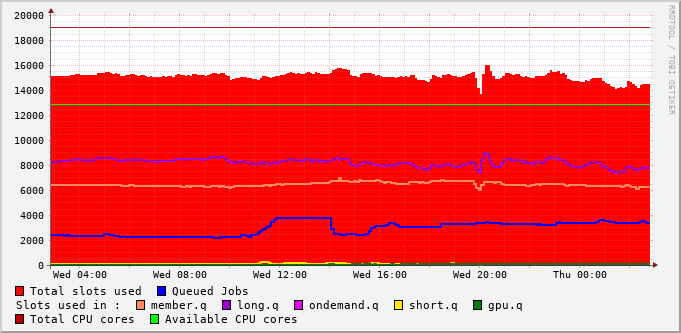 20000
18000
16000
14000
12000
10000
8000
6000
4000
2000
0
Wed 04:00 Wed 08:00 Wed 12:00 Wed 16:00 Wed 20:00 Thu 00:00
RRDTOOL / TOBI OETIKER
Total slots used Queued Jobs
Slots used in : member.q long.q ondemand.q short.q gpu.q
Total CPU cores Available CPU cores